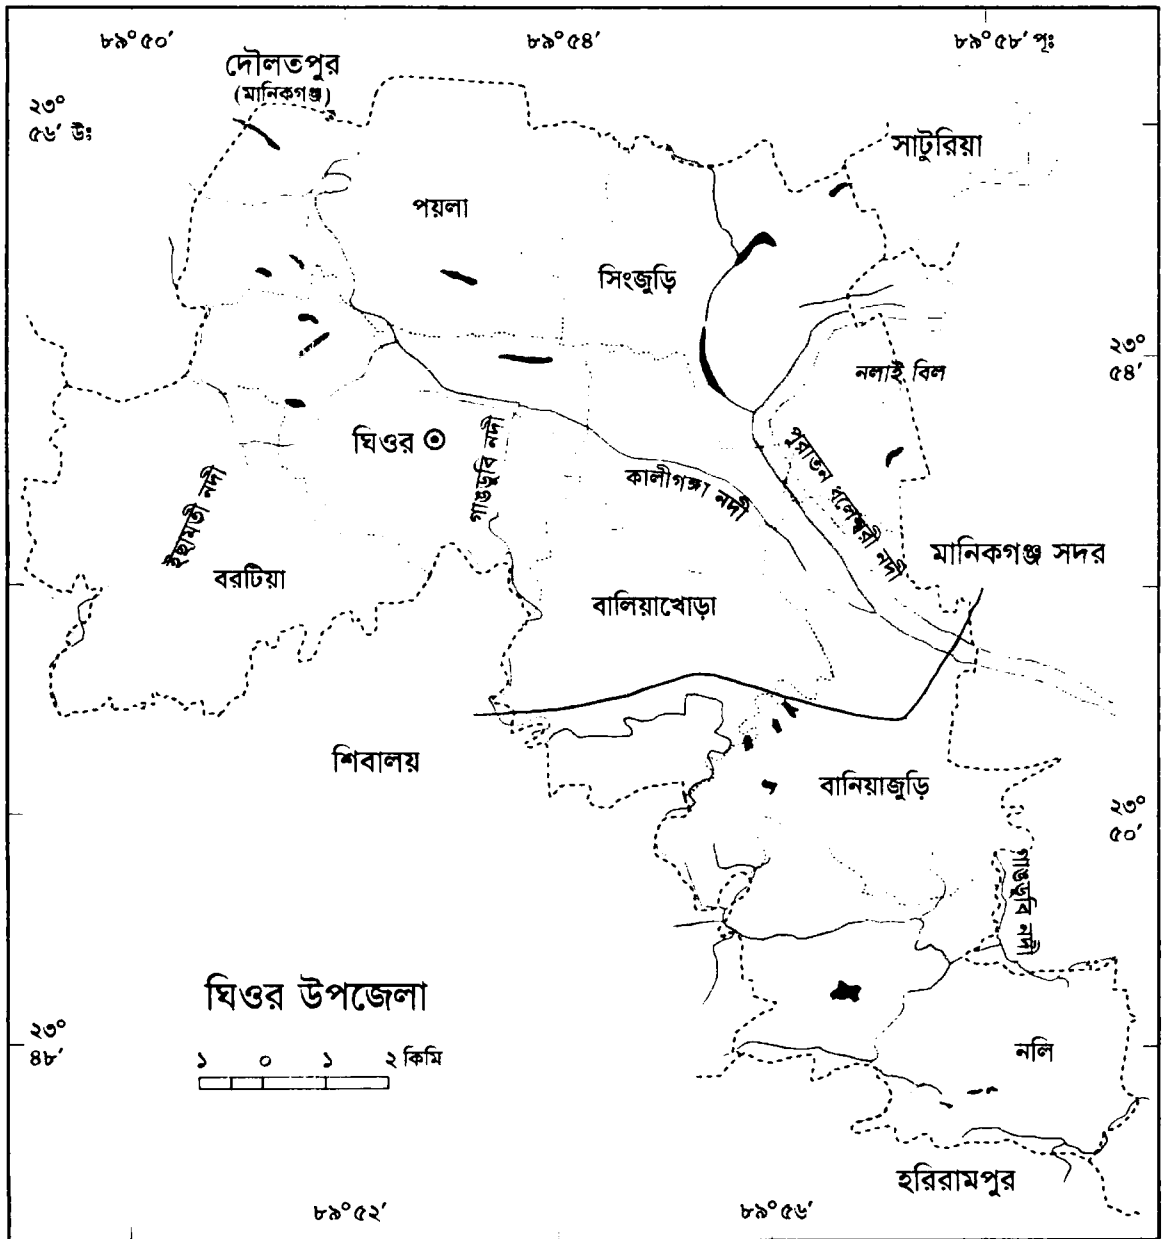 ৮৯° ৫০′
৮৯° ৫৪′
৮৯° ৫৮′ পূঃ
দৌলতপুর
(মানিকগঞ্জ)
২৩°
৫৬′ উঃ
সাটুরিয়া
পয়লা
সিংজুড়ি
২৩°
৫৪′
নলাই বিল
ঘিওর
গাঙডুবি নদী
পুরাতন ধলেশ্বরী নদী
কালীগঙ্গা নদী
ইছামতী নদী
মানিকগঞ্জ সদর
বরটিয়া
বালিয়াখোড়া
শিবালয়
বানিয়াজুড়ি
২৩°
৫০′
গাঙডুবি নদী
ঘিওর উপজেলা
২৩°
৪৮′
১ ০ ১ ২ কিমি
নলি
হরিরামপুর
৮৯° ৫২′
৮৯° ৫৬′